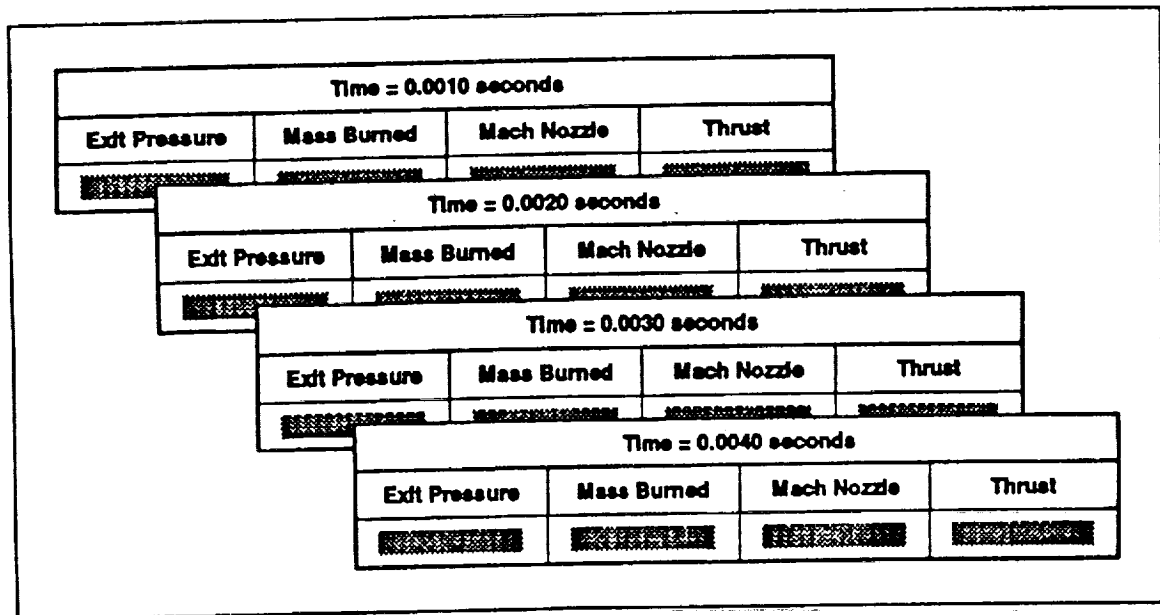 Time = 0.0010 seconds
Exit Pressure Mass Burned Mach Nozzle Thrust
Time = 0.0020 seconds
Exit Pressure Mass Burned Mach Nozzle Thrust
Time = 0.0030 seconds
Exit Pressure Mass Burned Mach Nozzle Thrust
Time = 0.0040 seconds
Exit Pressure Mass Burned Mach Nozzle Thrust